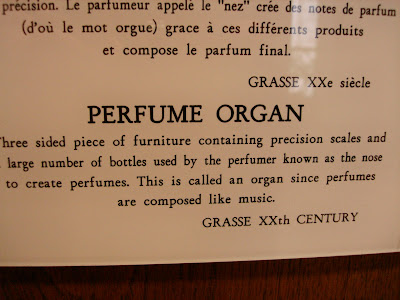 précision. Le parfumeur appelé le "nez" crée des notes de parfum
(d'où le mot orgue) grace à ces différents produits
et compose le parfum final.
GRASSE XXe siècle
PERFUME ORGAN
Three sided piece of furniture containing precision scales and
large number of bottles used by the perfumer known as the nose
to create perfumes. This is called an organ since perfumes
are composed like music.
GRASSE XXth CENTURY